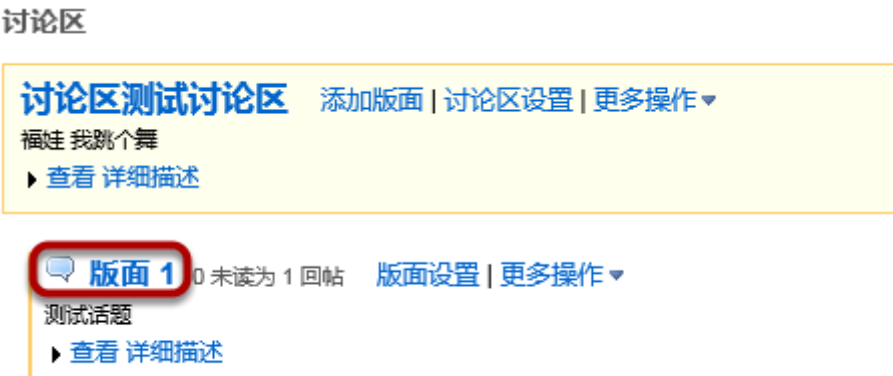 讨论区
讨论区测试讨论区 添加版面 | 讨论区设置 | 更多操作
福娃 我跳个舞
查看 详细描述
版面 1 0 未读为 1 回帖 版面设置 | 更多操作
测试话题
查看 详细描述